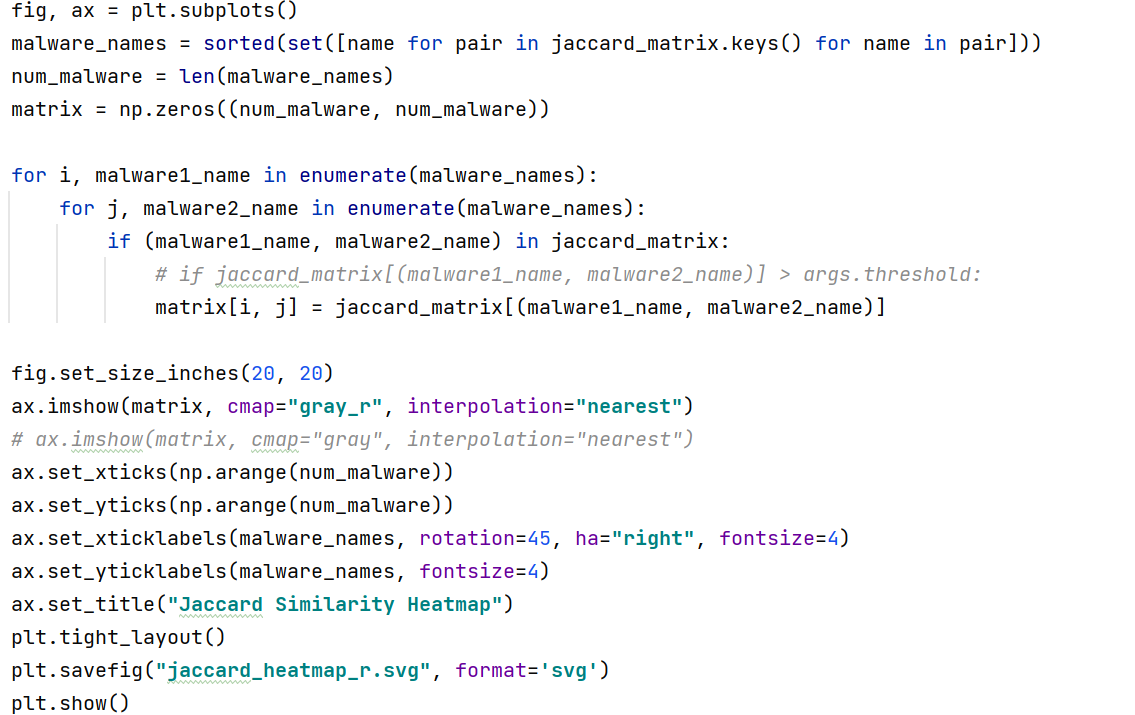 fig, ax = plt.subplots()
malware_names = sorted(set([name for pair in jaccard_matrix.keys() for name in pair]))
num_malware = len(malware_names)
matrix = np.zeros((num_malware, num_malware))

for i, malware1_name in enumerate(malware_names):
    for j, malware2_name in enumerate(malware_names):
        if (malware1_name, malware2_name) in jaccard_matrix:
            # if jaccard_matrix[(malware1_name, malware2_name)] > args.threshold:
            matrix[i, j] = jaccard_matrix[(malware1_name, malware2_name)]

fig.set_size_inches(20, 20)
ax.imshow(matrix, cmap="gray_r", interpolation="nearest")
# ax.imshow(matrix, cmap="gray", interpolation="nearest")
ax.set_xticks(np.arange(num_malware))
ax.set_yticks(np.arange(num_malware))
ax.set_xticklabels(malware_names, rotation=45, ha="right", fontsize=4)
ax.set_yticklabels(malware_names, fontsize=4)
ax.set_title("Jaccard Similarity Heatmap")
plt.tight_layout()
plt.savefig("jaccard_heatmap_r.svg", format='svg')
plt.show()